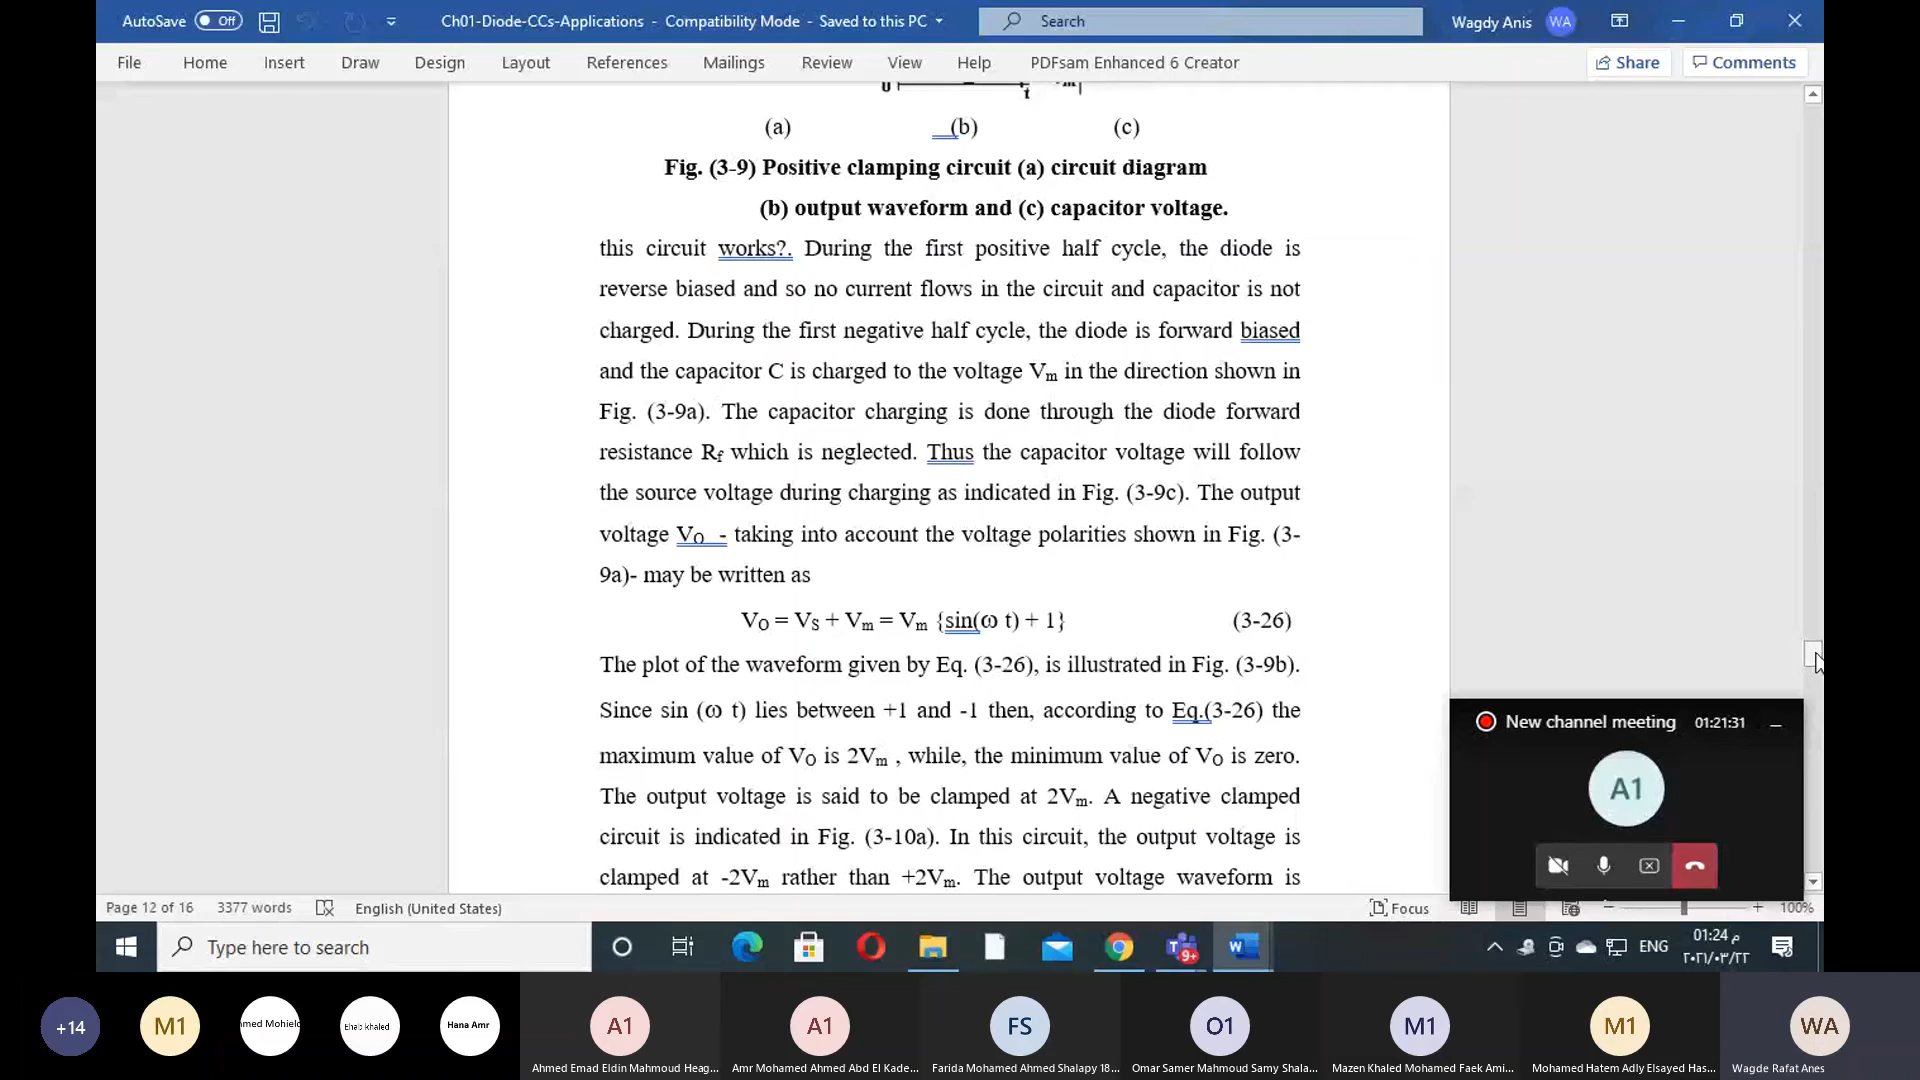 AutoSave Off Ch01-Diode-CCs-Applications - Compatibility Mode - Saved to this PC Search Wagdy Anis WA
File Home Insert Draw Design Layout References Mailings Review View Help PDFsam Enhanced 6 Creator Share Comments
(a) (b) (c)
Fig. (3-9) Positive clamping circuit (a) circuit diagram
(b) output waveform and (c) capacitor voltage.
this circuit works?. During the first positive half cycle, the diode is
reverse biased and so no current flows in the circuit and capacitor is not
charged. During the first negative half cycle, the diode is forward biased
and the capacitor C is charged to the voltage Vm in the direction shown in
Fig. (3-9a). The capacitor charging is done through the diode forward
resistance Rf which is neglected. Thus the capacitor voltage will follow
the source voltage during charging as indicated in Fig. (3-9c). The output
voltage VO - taking into account the voltage polarities shown in Fig. (3-
9a)- may be written as
VO = VS + Vm = Vm {sin(ω t) + 1} (3-26)
The plot of the waveform given by Eq. (3-26), is illustrated in Fig. (3-9b).
Since sin (ω t) lies between +1 and -1 then, according to Eq.(3-26) the
maximum value of VO is 2Vm , while, the minimum value of VO is zero.
The output voltage is said to be clamped at 2Vm. A negative clamped
circuit is indicated in Fig. (3-10a). In this circuit, the output voltage is
clamped at -2Vm rather than +2Vm. The output voltage waveform is
New channel meeting 01:21:31
A1
Page 12 of 16 3377 words English (United States) Focus 100%
Type here to search 9+ ENG 01:24 م
٢٠٢١/٠٣/٢٢
+14 M1 Ehab khaled Hana Amr A1 A1 FS O1 M1 M1 WA
Ahmed Emad Eldin Mahmoud Heag... Amr Mohamed Ahmed Abd El Kade... Farida Mohamed Ahmed Shalapy 18... Omar Samer Mahmoud Samy Shala... Mazen Khaled Mohamed Faek Ami... Mohamed Hatem Adly Elsayed Has... Wagde Rafat Anes